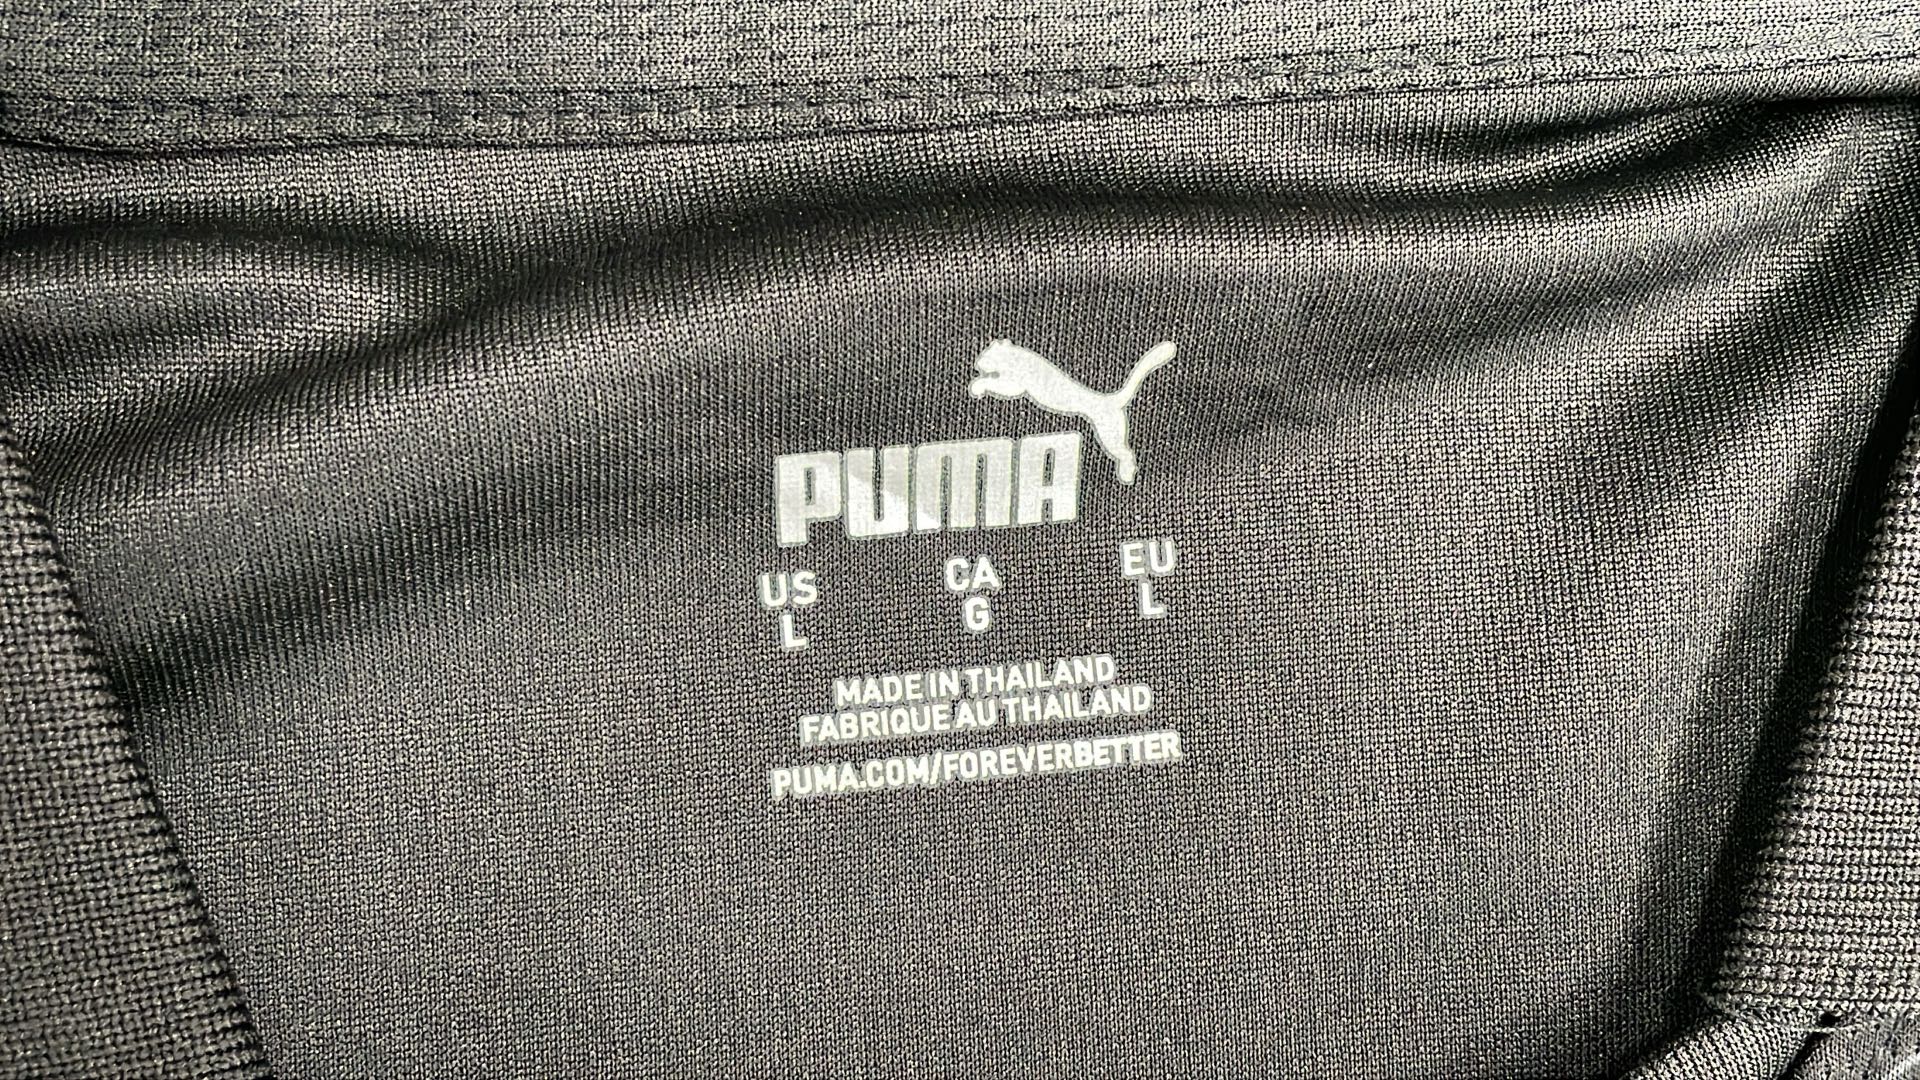 PUMA
US CA EU
L G L
MADE IN THAILAND
FABRIQUE AU THAILAND
PUMA.COM/FOREVERBETTER